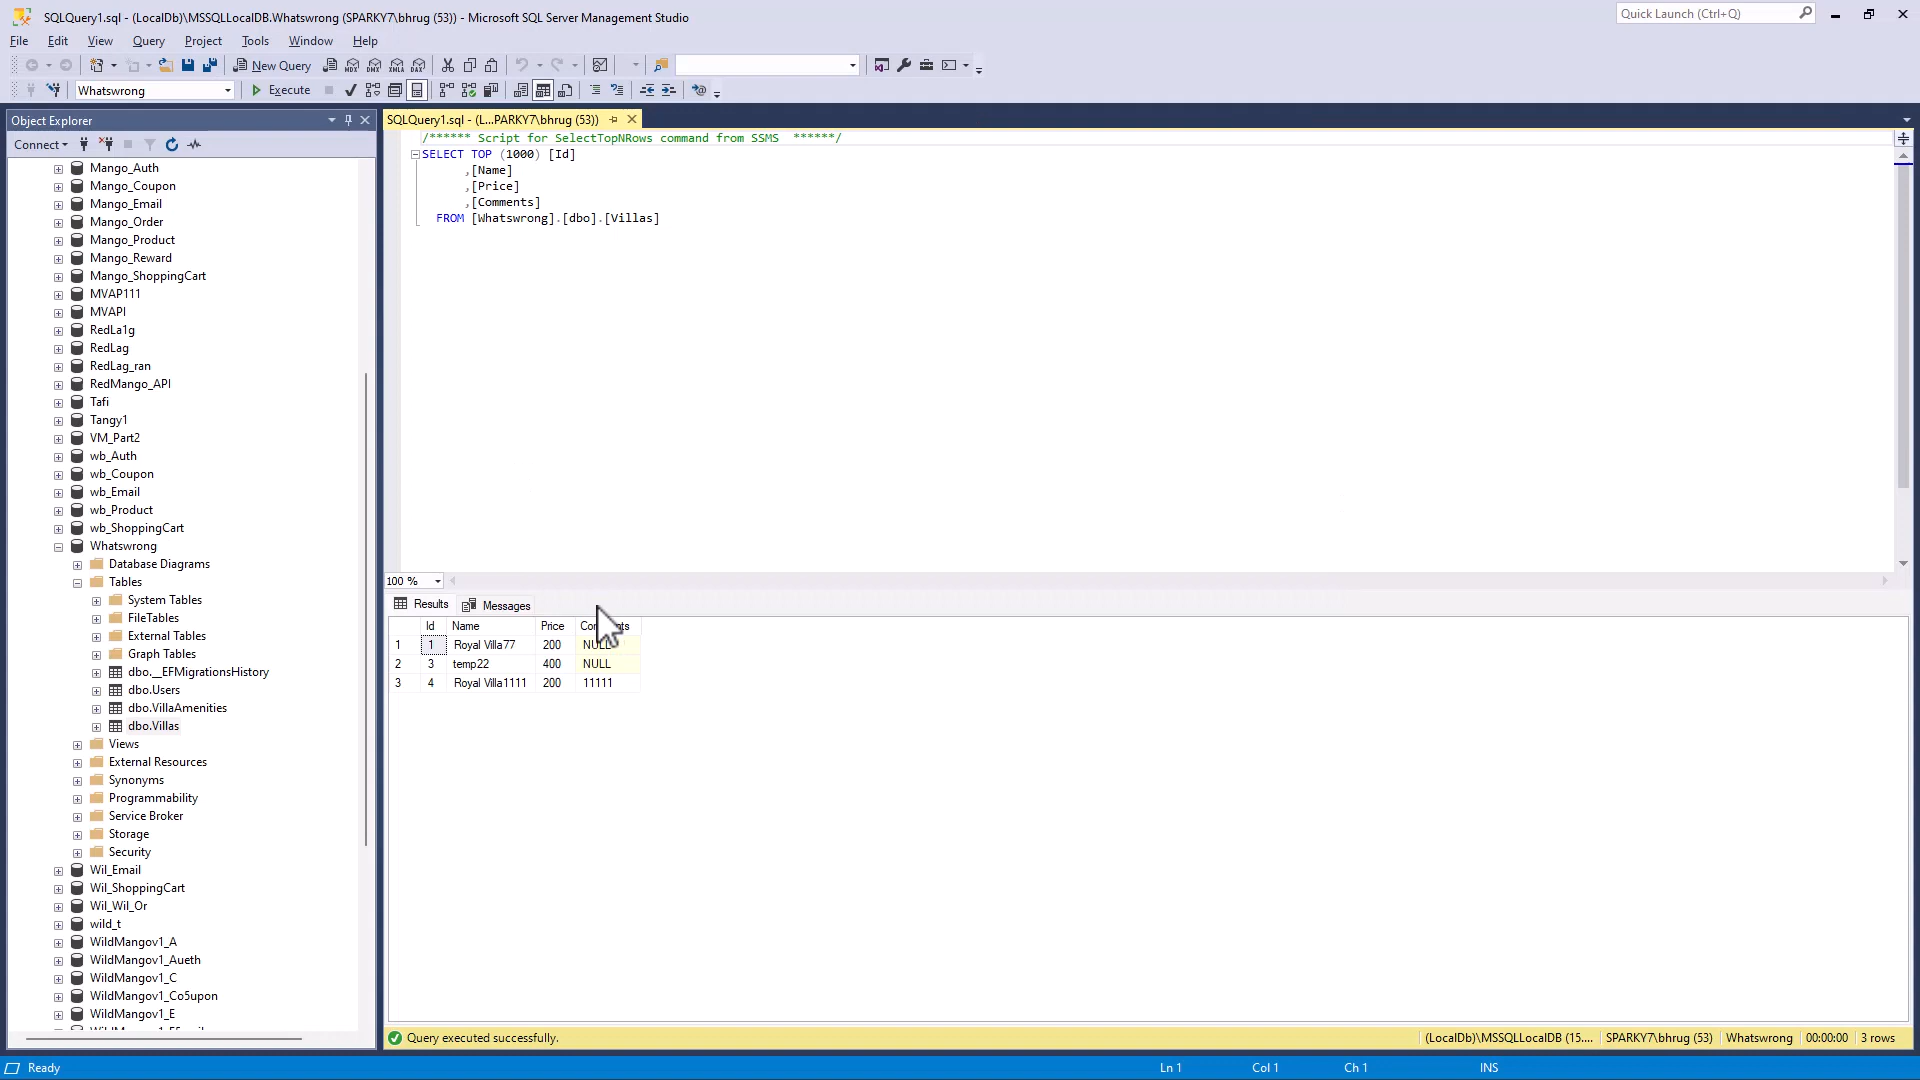 SQLQuery1.sql - (LocalDb)\MSSQLLocalDB.Whatswrong (SPARKY7\bhrug (53)) - Microsoft SQL Server Management Studio
Quick Launch (Ctrl+Q)
File Edit View Query Project Tools Window Help
New Query
Whatswrong
Execute
Object Explorer
Connect
Mango_Auth
Mango_Coupon
Mango_Email
Mango_Order
Mango_Product
Mango_Reward
Mango_ShoppingCart
MVAP111
MVAPI
RedLa1g
RedLag
RedLag_ran
RedMango_API
Tafi
Tangy1
VM_Part2
wb_Auth
wb_Coupon
wb_Email
wb_Product
wb_ShoppingCart
Whatswrong
Database Diagrams
Tables
System Tables
FileTables
External Tables
Graph Tables
dbo.__EFMigrationsHistory
dbo.Users
dbo.VillaAmenities
dbo.Villas
Views
External Resources
Synonyms
Programmability
Service Broker
Storage
Security
Wil_Email
Wil_ShoppingCart
Wil_Wil_Or
wild_t
WildMangov1_A
WildMangov1_Aueth
WildMangov1_C
WildMangov1_Co5upon
WildMangov1_E
SQLQuery1.sql - (L...PARKY7\bhrug (53))
/****** Script for SelectTopNRows command from SSMS ******/
SELECT TOP (1000) [Id]
,[Name]
,[Price]
,[Comments]
FROM [Whatswrong].[dbo].[Villas]
100 %
Results Messages
Id Name Price
1 1 Royal Villa77 200 NULL
2 3 temp22 400 NULL
3 4 Royal Villa1111 200 11111
Query executed successfully.
(LocalDb)\MSSQLLocalDB (15.... SPARKY7\bhrug (53) Whatswrong 00:00:00 3 rows
Ready Ln 1 Col 1 Ch 1 INS